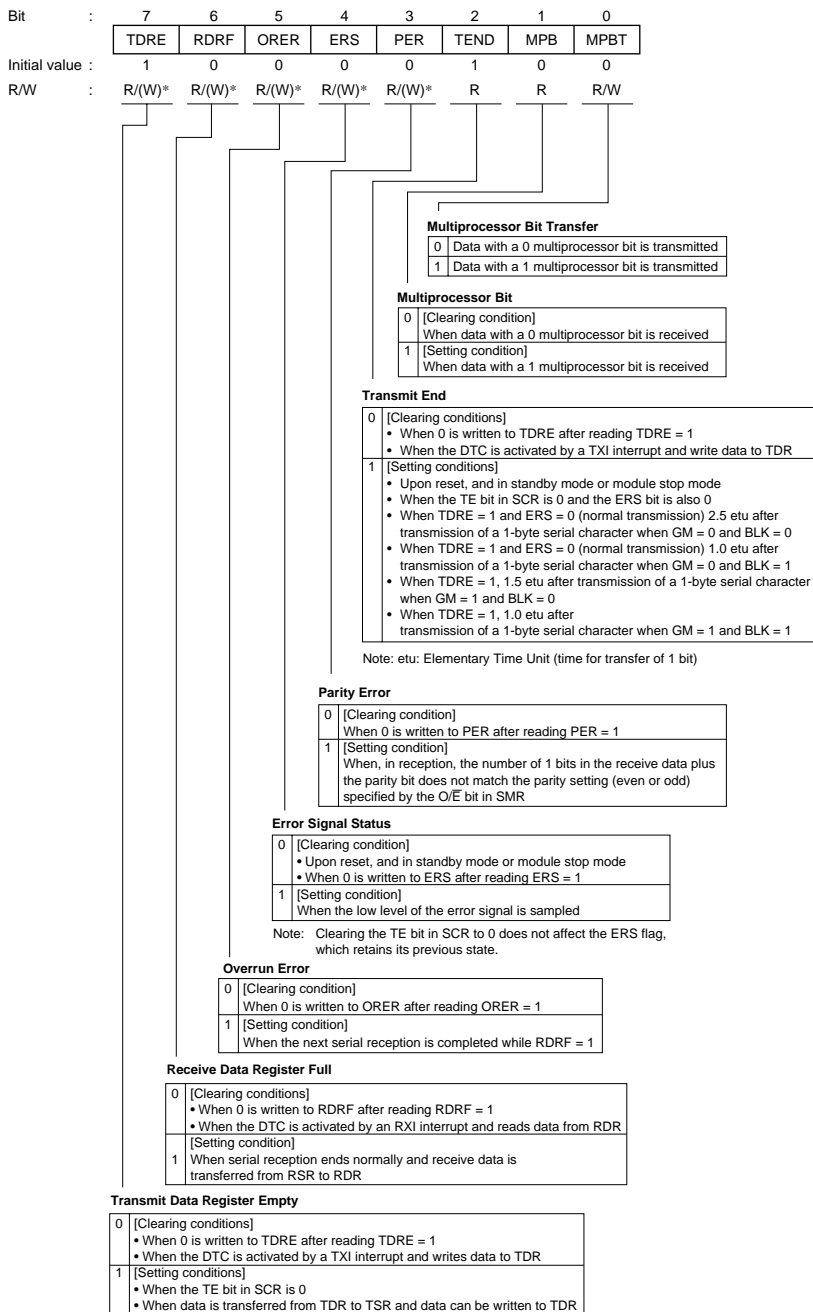 Bit : 7 6 5 4 3 2 1 0
TDRE RDRF ORER ERS PER TEND MPB MPBT
Initial value : 1 0 0 0 0 1 0 0
R/W : R/(W)* R/(W)* R/(W)* R/(W)* R/(W)* R R R/W
Multiprocessor Bit Transfer
0 Data with a 0 multiprocessor bit is transmitted
1 Data with a 1 multiprocessor bit is transmitted
Multiprocessor Bit
0 [Clearing condition]
When data with a 0 multiprocessor bit is received
1 [Setting condition]
When data with a 1 multiprocessor bit is received
Transmit End
0 [Clearing conditions]
• When 0 is written to TDRE after reading TDRE = 1
• When the DTC is activated by a TXI interrupt and write data to TDR
1 [Setting conditions]
• Upon reset, and in standby mode or module stop mode
• When the TE bit in SCR is 0 and the ERS bit is also 0
• When TDRE = 1 and ERS = 0 (normal transmission) 2.5 etu after
transmission of a 1-byte serial character when GM = 0 and BLK = 0
• When TDRE = 1 and ERS = 0 (normal transmission) 1.0 etu after
transmission of a 1-byte serial character when GM = 0 and BLK = 1
• When TDRE = 1, 1.5 etu after transmission of a 1-byte serial character
when GM = 1 and BLK = 0
• When TDRE = 1, 1.0 etu after
transmission of a 1-byte serial character when GM = 1 and BLK = 1
Note: etu: Elementary Time Unit (time for transfer of 1 bit)
Parity Error
0 [Clearing condition]
When 0 is written to PER after reading PER = 1
1 [Setting condition]
When, in reception, the number of 1 bits in the receive data plus
the parity bit does not match the parity setting (even or odd)
specified by the O/E̅ bit in SMR
Error Signal Status
0 [Clearing condition]
• Upon reset, and in standby mode or module stop mode
• When 0 is written to ERS after reading ERS = 1
1 [Setting condition]
When the low level of the error signal is sampled
Note: Clearing the TE bit in SCR to 0 does not affect the ERS flag,
which retains its previous state.
Overrun Error
0 [Clearing condition]
When 0 is written to ORER after reading ORER = 1
1 [Setting condition]
When the next serial reception is completed while RDRF = 1
Receive Data Register Full
0 [Clearing conditions]
• When 0 is written to RDRF after reading RDRF = 1
• When the DTC is activated by an RXI interrupt and reads data from RDR
[Setting condition]
1 When serial reception ends normally and receive data is
transferred from RSR to RDR
Transmit Data Register Empty
0 [Clearing conditions]
• When 0 is written to TDRE after reading TDRE = 1
• When the DTC is activated by a TXI interrupt and writes data to TDR
1 [Setting conditions]
• When the TE bit in SCR is 0
• When data is transferred from TDR to TSR and data can be written to TDR